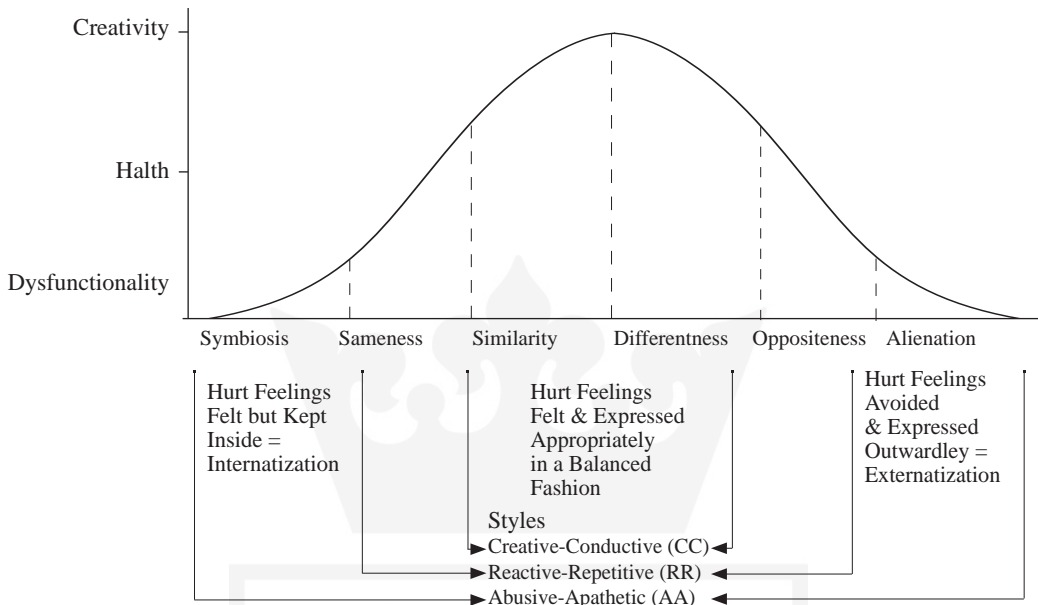 Creativity
Halth
Dysfunctionality
Symbiosis Sameness Similarity Differentness Oppositeness Alienation
Hurt Feelings
Felt but Kept
Inside =
Internatization
Hurt Feelings
Felt & Expressed
Appropriately
in a Balanced
Fashion
Hurt Feelings
Avoided
& Expressed
Outwardley =
Externatization
Styles
Creative-Conductive (CC)
Reactive-Repetitive (RR)
Abusive-Apathetic (AA)